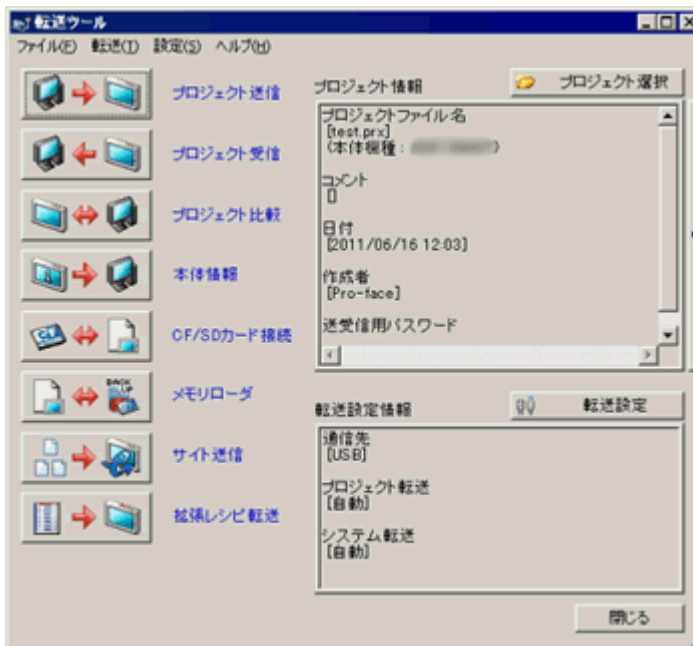 転送ツール
ファイル(F) 転送(T) 設定(S) ヘルプ(H)
プロジェクト送信
プロジェクト受信
プロジェクト比較
本体情報
CF/SDカード接続
メモリローダ
サイト送信
拡張レシピ転送
プロジェクト情報
プロジェクト選択
プロジェクトファイル名
[test.prx]
(本体機種: )
コメント
[]
日付
[2011/06/16 12:03]
作成者
[Pro-face]
送受信用パスワード
転送設定情報
転送設定
通信先
[USB]
プロジェクト転送
[自動]
システム転送
[自動]
閉じる